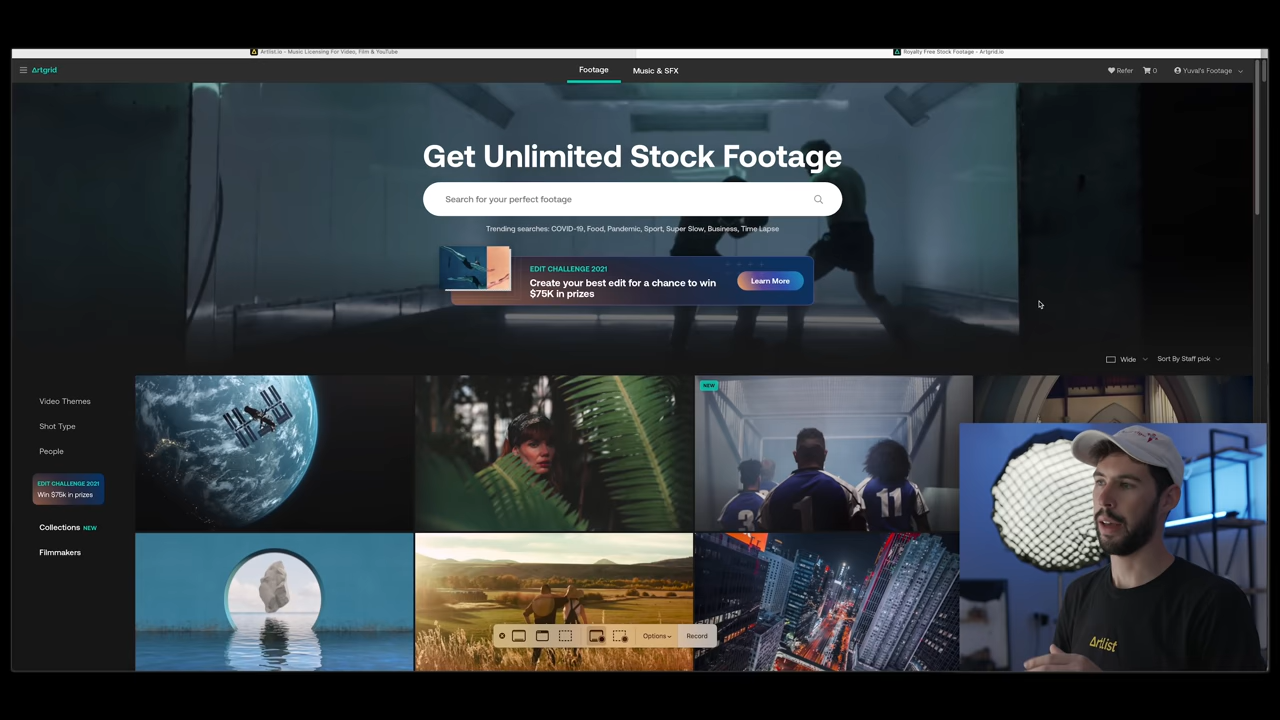 Artlist.io - Music Licensing For Video, Film & YouTube
Royalty Free Stock Footage - Artgrid.io
Artgrid
Footage
Music & SFX
Refer
0
Yuval's Footage
Get Unlimited Stock Footage
Search for your perfect footage
Trending searches: COVID-19, Food, Pandemic, Sport, Super Slow, Business, Time Lapse
EDIT CHALLENGE 2021
Create your best edit for a chance to win
$75K in prizes
Learn More
Wide
Sort By Staff pick
Video Themes
Shot Type
People
EDIT CHALLENGE 2021
Win $75k in prizes
Collections NEW
Filmmakers
NEW
3
1
11
Options
Record
Artlist